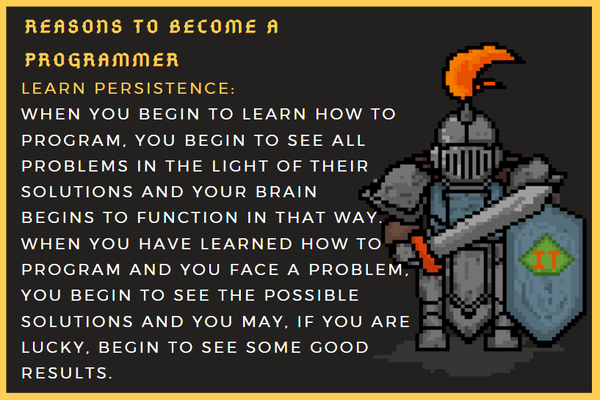 REASONS TO BECOME A
PROGRAMMER
LEARN PERSISTENCE:
WHEN YOU BEGIN TO LEARN HOW TO
PROGRAM, YOU BEGIN TO SEE ALL
PROBLEMS IN THE LIGHT OF THEIR
SOLUTIONS AND YOUR BRAIN
BEGINS TO FUNCTION IN THAT WAY.
WHEN YOU HAVE LEARNED HOW TO
PROGRAM AND YOU FACE A PROBLEM,
YOU BEGIN TO SEE THE POSSIBLE
SOLUTIONS AND YOU MAY, IF YOU ARE
LUCKY, BEGIN TO SEE SOME GOOD
RESULTS.
IT